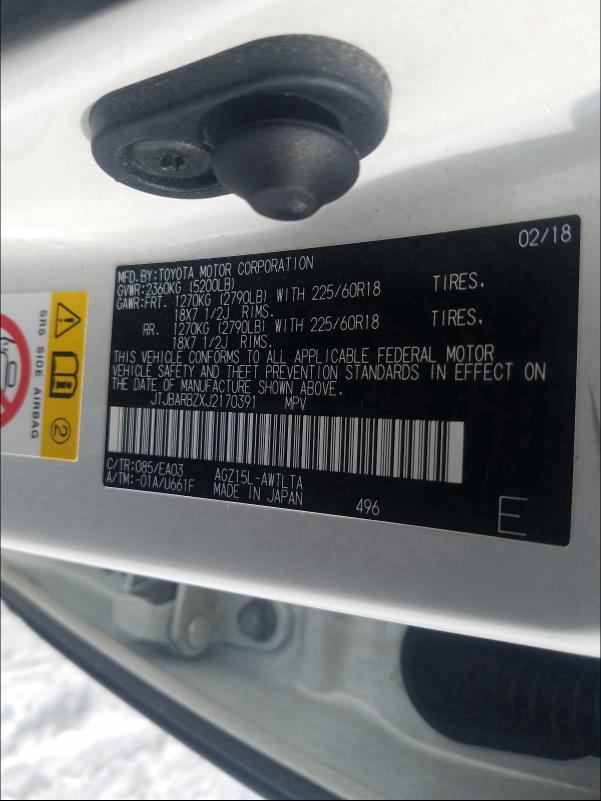 02/18
MFD.BY:TOYOTA MOTOR CORPORATION
GVWR:2360KG (5200LB)
GAWR:FRT. 1270KG (2790LB) WITH 225/60R18 TIRES.
18X7 1/2J RIMS.
RR. 1270KG (2790LB) WITH 225/60R18 TIRES.
18X7 1/2J RIMS.
THIS VEHICLE CONFORMS TO ALL APPLICABLE FEDERAL MOTOR
VEHICLE SAFETY AND THEFT PREVENTION STANDARDS IN EFFECT ON
THE DATE OF MANUFACTURE SHOWN ABOVE.
JTJBARBZXJ2170391 MPV
C/TR:085/EA03 AGZ15L-AWTLTA
A/TM:-01A/U661F MADE IN JAPAN 496
E
SRS SIDE AIRBAG
2